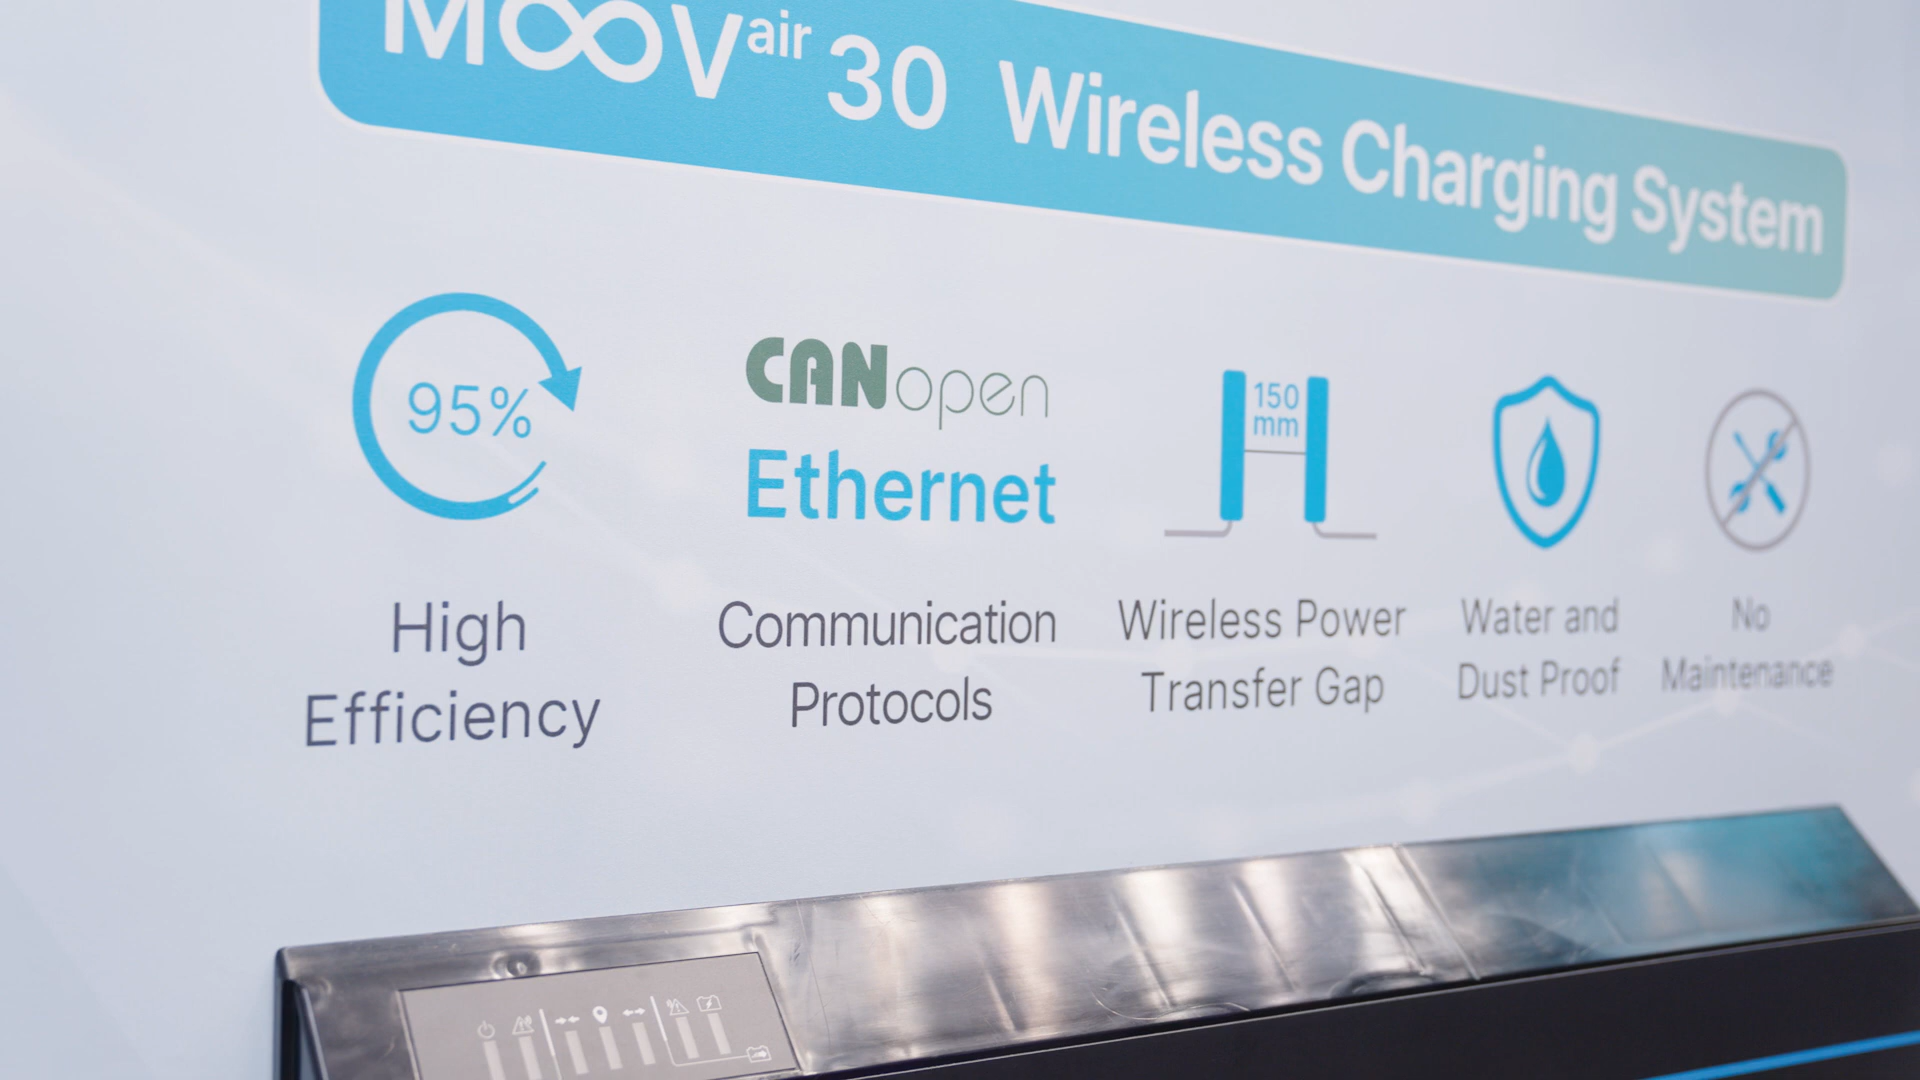 MOOVair 30 Wireless Charging System
95%
High
Efficiency
CANopen
Ethernet
Communication
Protocols
150
mm
Wireless Power
Transfer Gap
Water and
Dust Proof
No
Maintenance